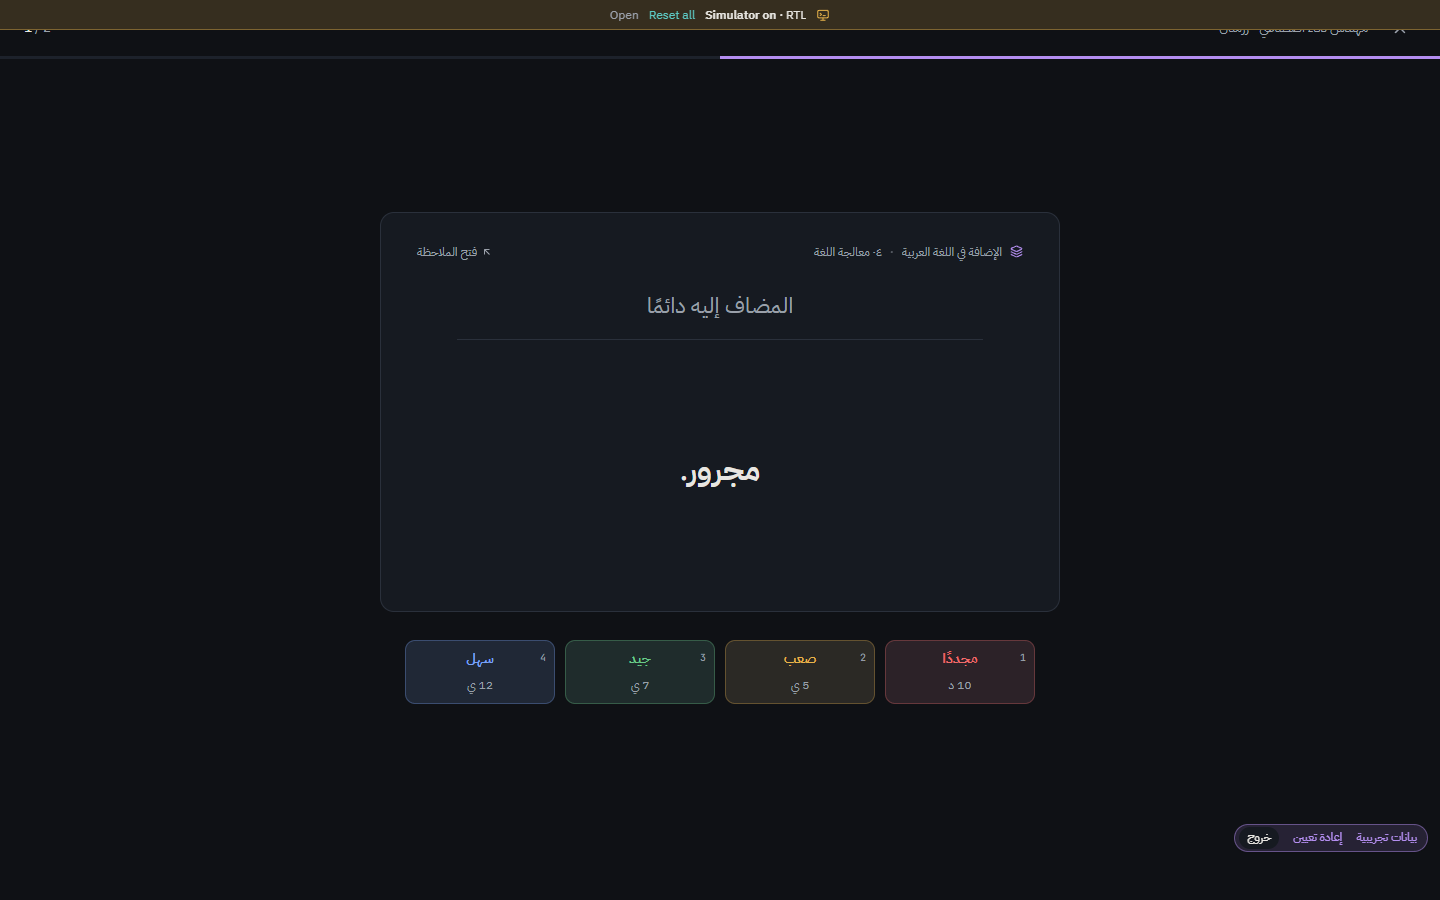 Open Reset all Simulator on · RTL
الإضافة في اللغة العربية · ٠٤ معالجة اللغة
فتح الملاحظة
المضاف إليه دائمًا
مجرور.
1 مجددًا
10 د
2 صعب
5 ي
3 جيد
7 ي
4 سهل
12 ي
بيانات تجريبية إعادة تعيين خروج